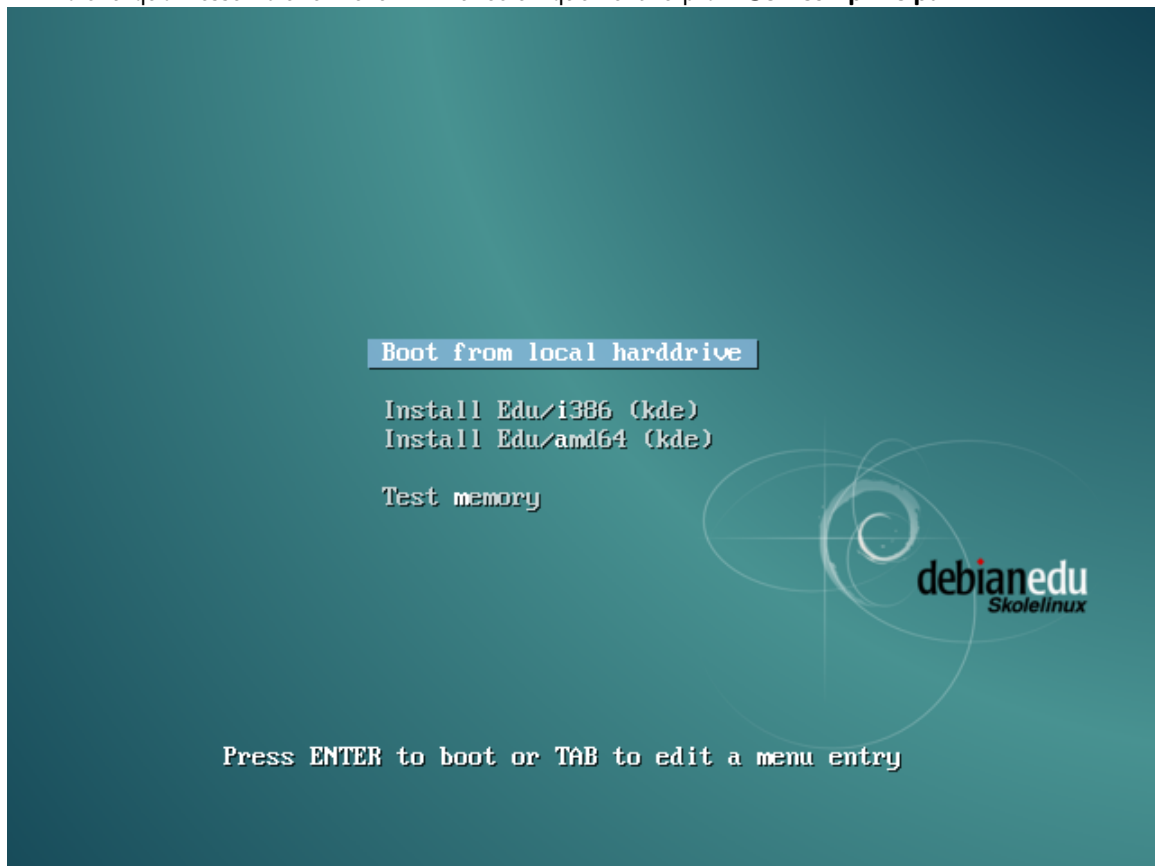 Boot from local harddrive
Install Edu/i386 (kde)
Install Edu/amd64 (kde)
Test memory
debianedu
Skolelinux
Press ENTER to boot or TAB to edit a menu entry